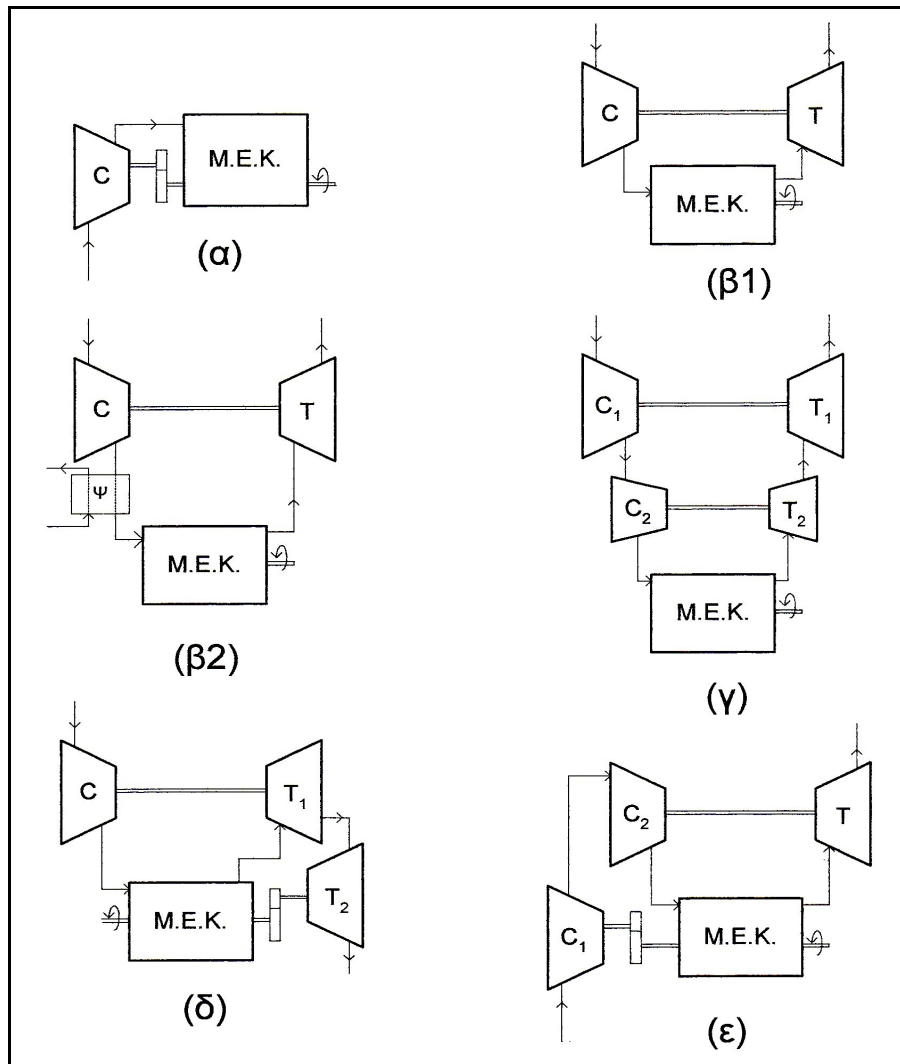 C
M.E.K.
(α)
C
T
M.E.K.
(β1)
C
T
Ψ
M.E.K.
(β2)
C₁
T₁
C₂
T₂
M.E.K.
(γ)
C
T₁
M.E.K.
T₂
(δ)
C₂
T
C₁
M.E.K.
(ε)